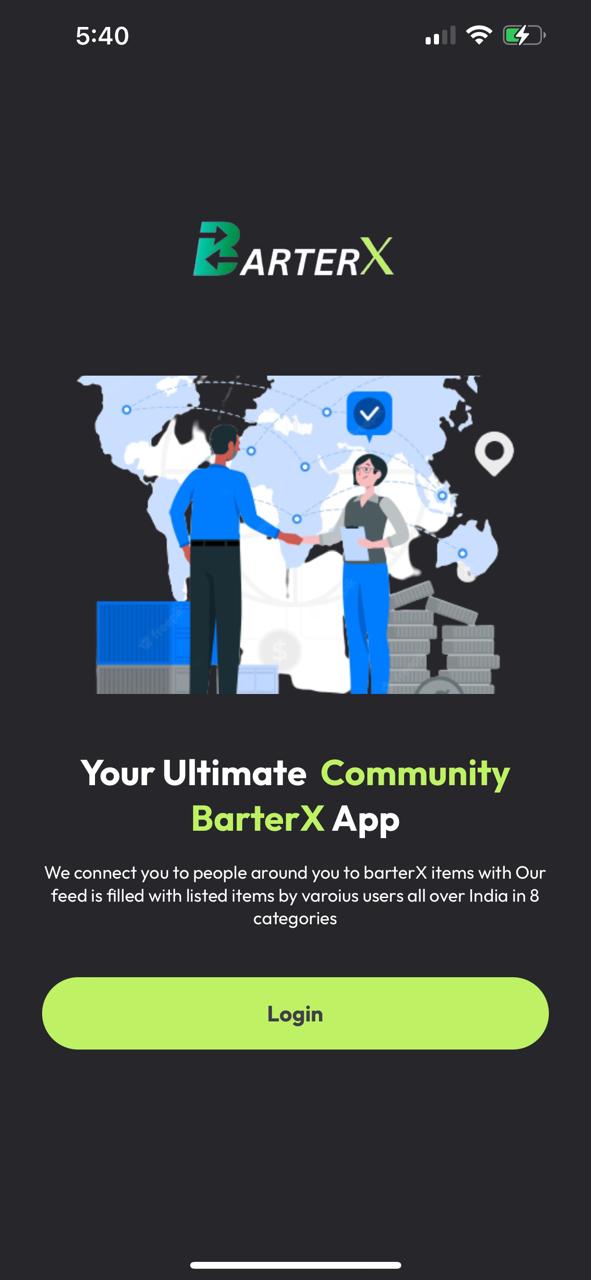 5:40
BARTERX
Your Ultimate Community
BarterX App
We connect you to people around you to barterX items with Our
feed is filled with listed items by varoius users all over India in 8
categories
Login